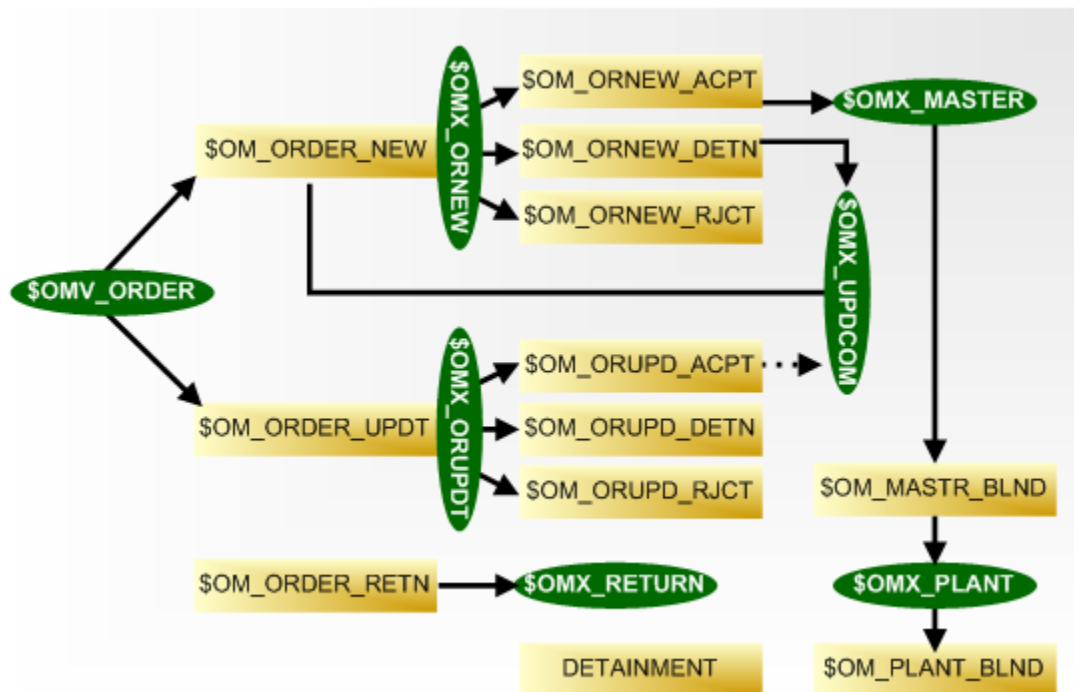 $OM_ORNEW_ACPT
$OMX_MASTER
$OMX_ORNEW
$OM_ORDER_NEW
$OM_ORNEW_DETN
$OM_ORNEW_RJCT
$OMV_ORDER
$OMX_UPDCOM
$OM_ORUPD_ACPT
$OMX_ORUPDT
$OM_ORDER_UPDT
$OM_ORUPD_DETN
$OM_ORUPD_RJCT
$OM_MASTR_BLND
$OM_ORDER_RETN
$OMX_RETURN
$OMX_PLANT
DETAINMENT
$OM_PLANT_BLND